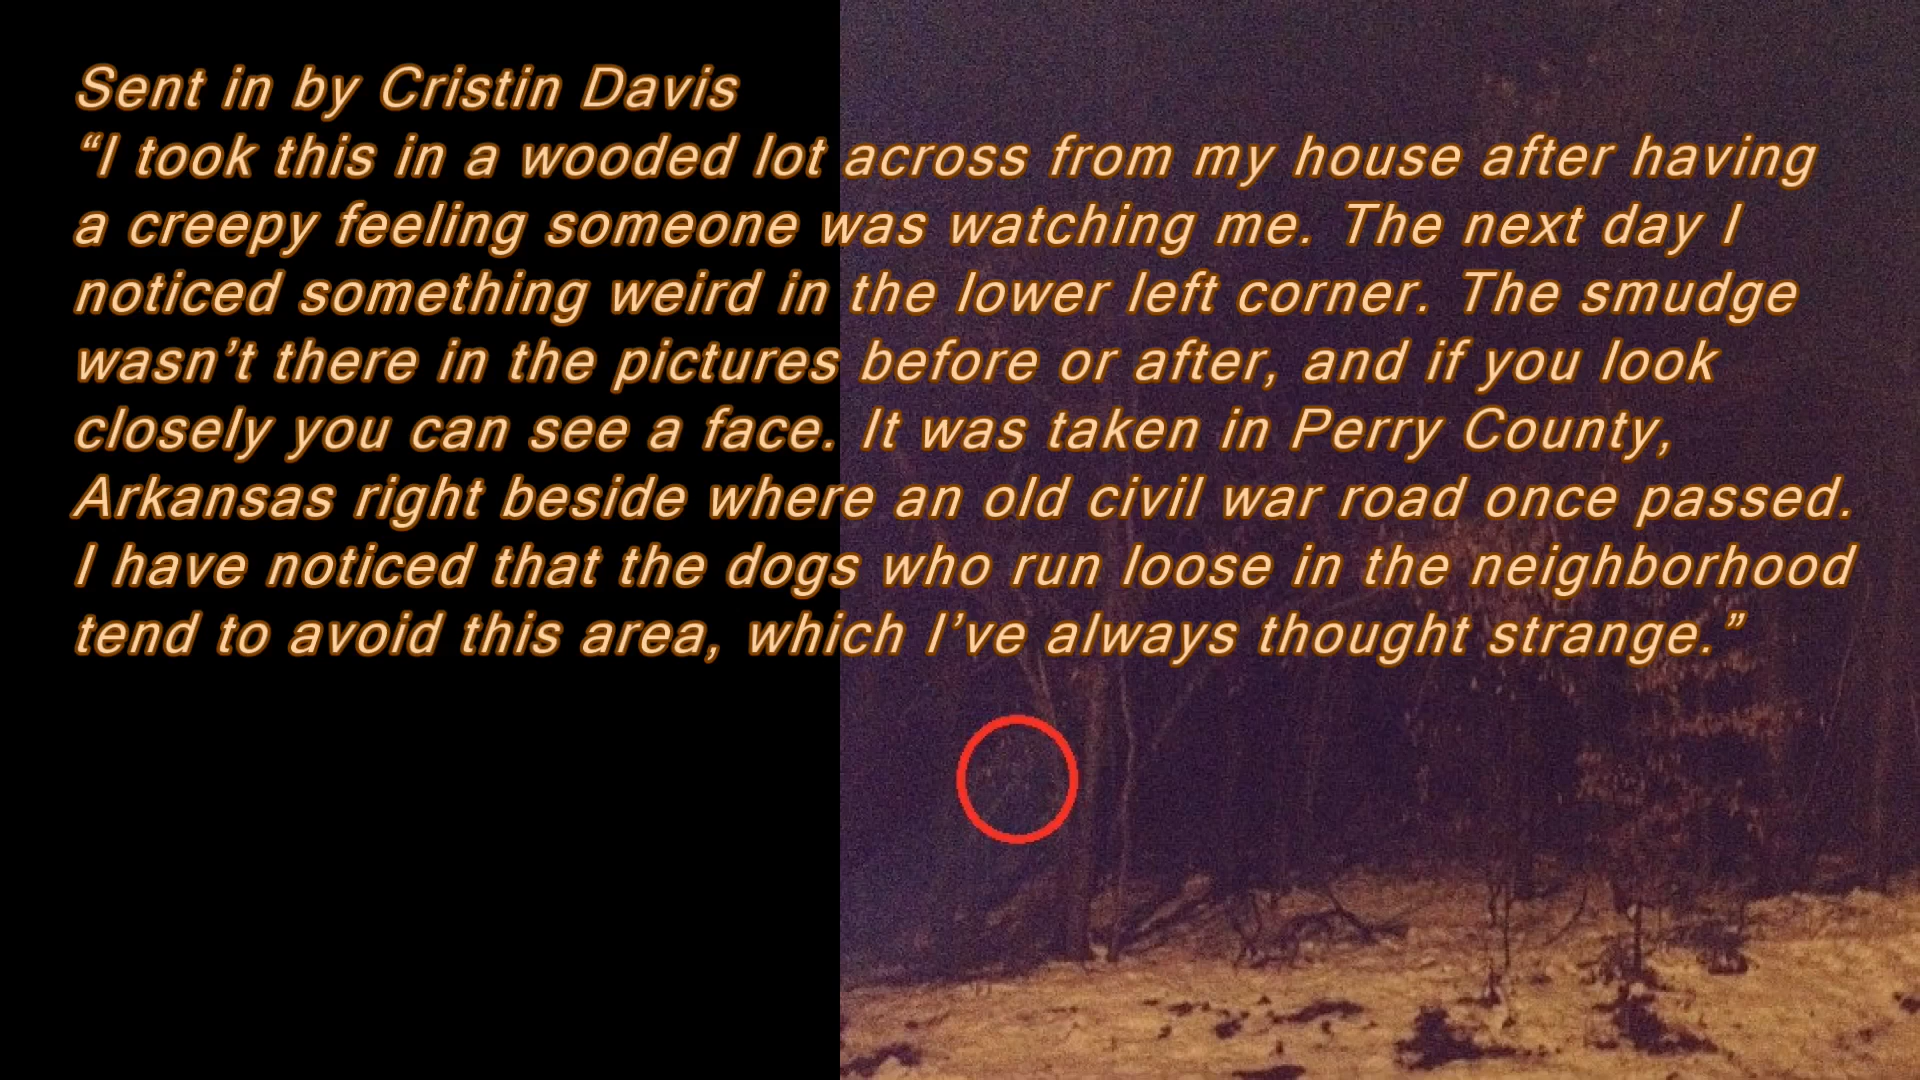 Sent in by Cristin Davis
“I took this in a wooded lot across from my house after having
a creepy feeling someone was watching me. The next day I
noticed something weird in the lower left corner. The smudge
wasn’t there in the pictures before or after, and if you look
closely you can see a face. It was taken in Perry County,
Arkansas right beside where an old civil war road once passed.
I have noticed that the dogs who run loose in the neighborhood
tend to avoid this area, which I’ve always thought strange.”